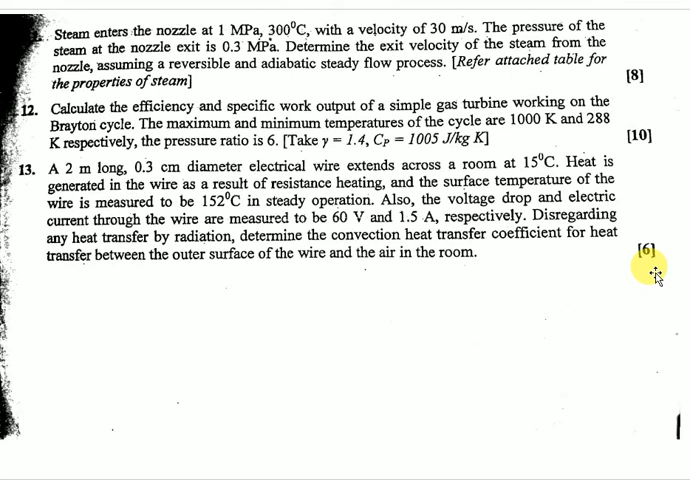 Steam enters the nozzle at 1 MPa, 300⁰C, with a velocity of 30 m/s. The pressure of the
steam at the nozzle exit is 0.3 MPa. Determine the exit velocity of the steam from the
nozzle, assuming a reversible and adiabatic steady flow process. [Refer attached table for
the properties of steam] [8]
12. Calculate the efficiency and specific work output of a simple gas turbine working on the
Brayton cycle. The maximum and minimum temperatures of the cycle are 1000 K and 288
K respectively, the pressure ratio is 6. [Take γ = 1.4, Cₚ = 1005 J/kg K] [10]
13. A 2 m long, 0.3 cm diameter electrical wire extends across a room at 15⁰C. Heat is
generated in the wire as a result of resistance heating, and the surface temperature of the
wire is measured to be 152⁰C in steady operation. Also, the voltage drop and electric
current through the wire are measured to be 60 V and 1.5 A, respectively. Disregarding
any heat transfer by radiation, determine the convection heat transfer coefficient for heat
transfer between the outer surface of the wire and the air in the room. [6]